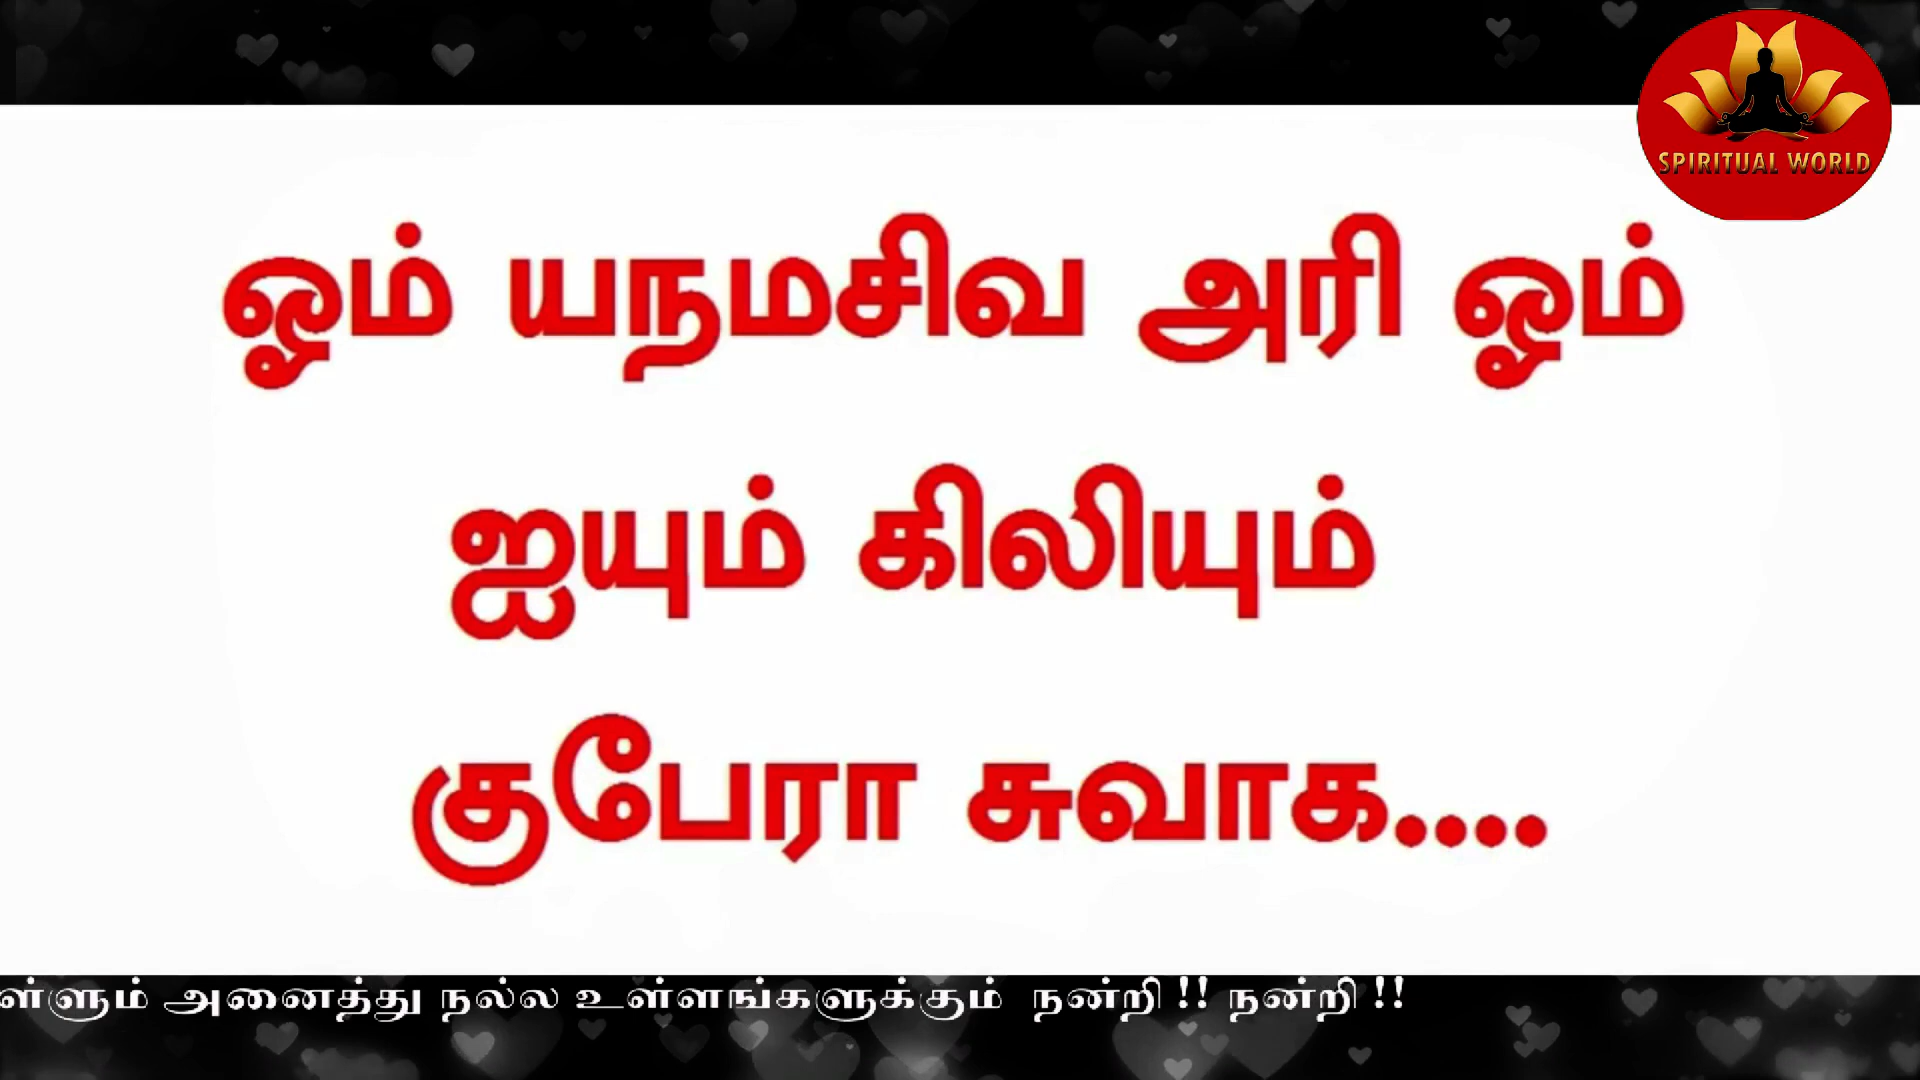 SPIRITUAL WORLD
ஓம் யநமசிவ அரி ஓம்
ஐயும் கிலியும்
குபேரா சுவாக....
அனைத்து நல்ல உள்ளங்களுக்கும் நன்றி !! நன்றி !!